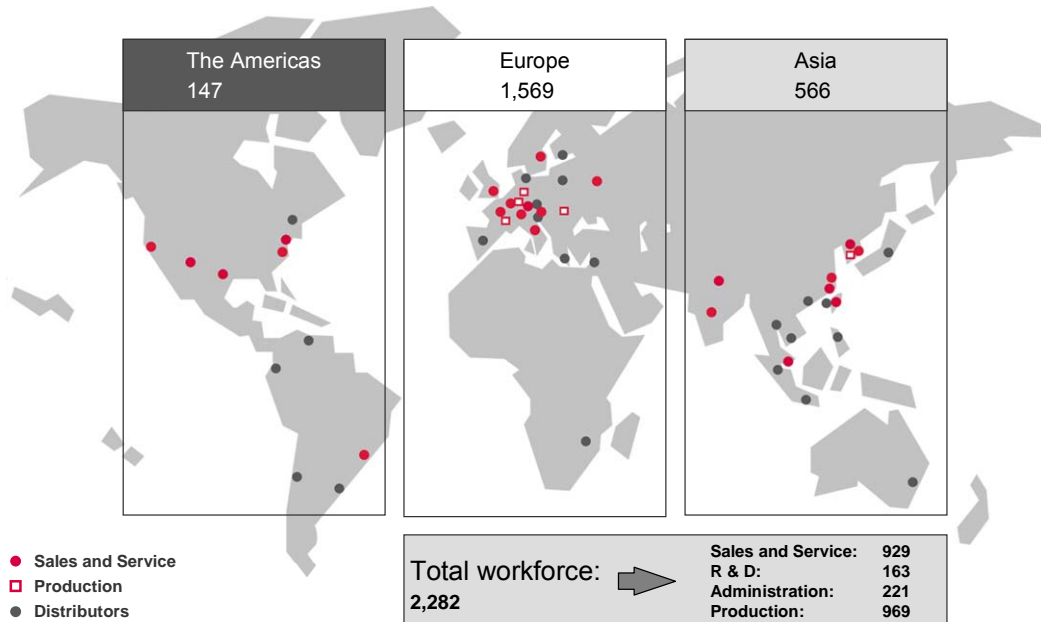 The Americas
147
Europe
1,569
Asia
566
Sales and Service
Production
Distributors
Total workforce:
2,282
Sales and Service: 929
R & D: 163
Administration: 221
Production: 969